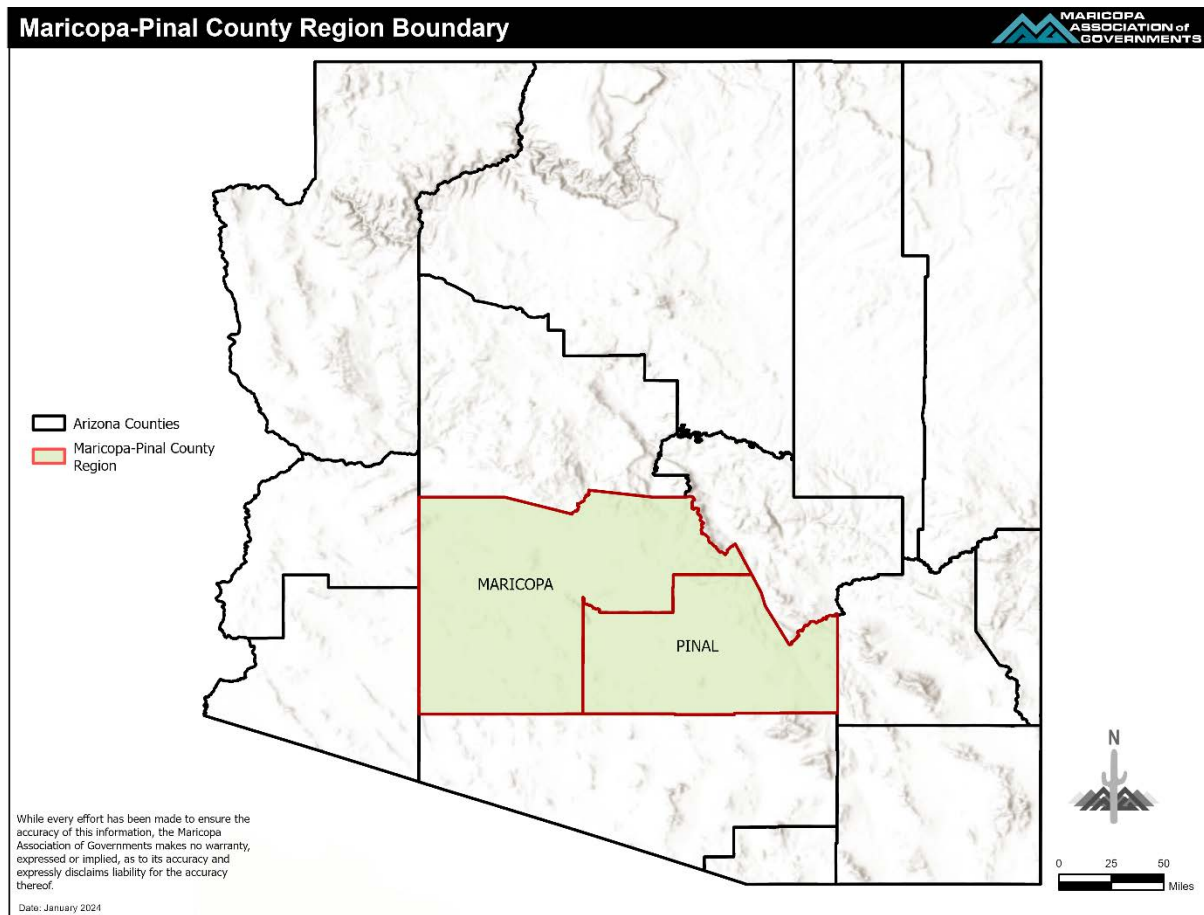 Maricopa-Pinal County Region Boundary
MARICOPA
ASSOCIATION of
GOVERNMENTS
Arizona Counties
Maricopa-Pinal County
Region
MARICOPA
PINAL
N
While every effort has been made to ensure the
accuracy of this information, the Maricopa
Association of Governments makes no warranty,
expressed or implied, as to its accuracy and
expressly disclaims liability for the accuracy
thereof.
Date: January 2024
0 25 50
Miles